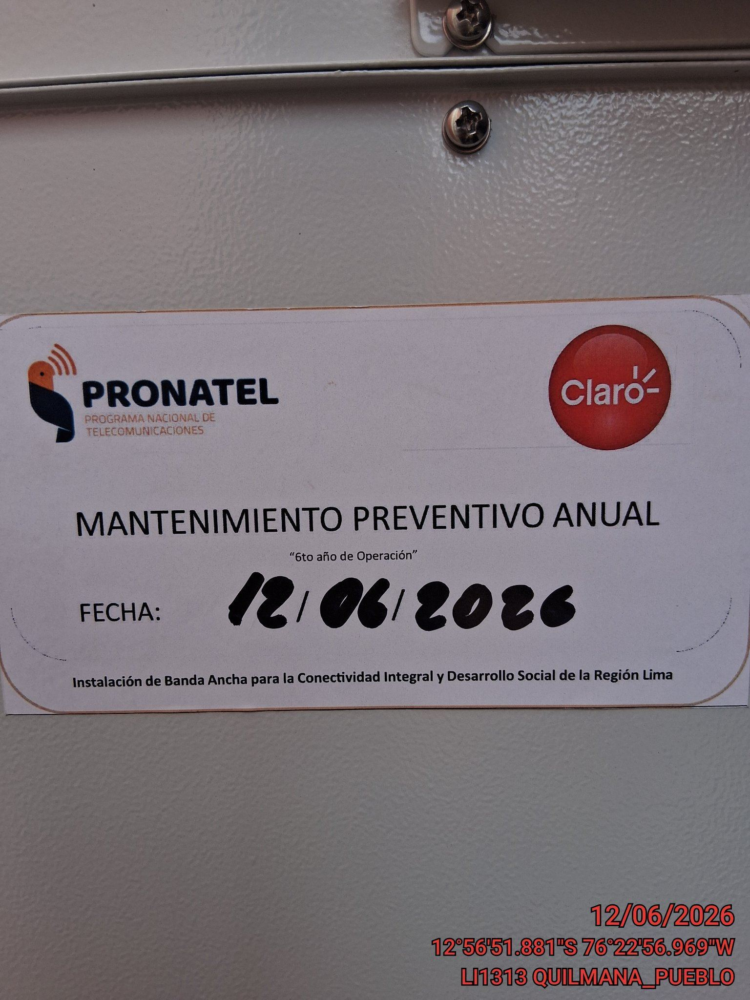 PRONATEL
PROGRAMA NACIONAL DE
TELECOMUNICACIONES
Claro
MANTENIMIENTO PREVENTIVO ANUAL
“6to año de Operación”
FECHA: 12/06/2026
Instalación de Banda Ancha para la Conectividad Integral y Desarrollo Social de la Región Lima
12/06/2026
12°56'51.881"S 76°22'56.969"W
LI1313 QUILMANA_PUEBLO